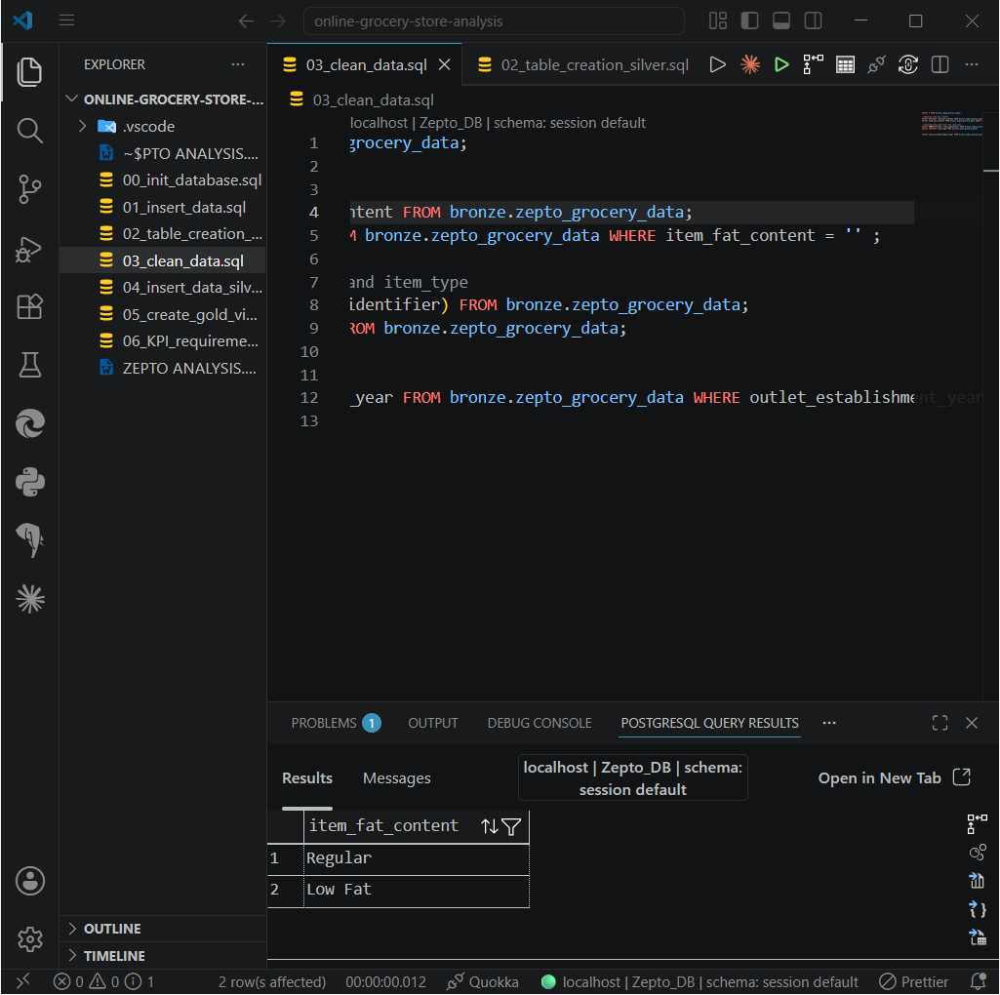 online-grocery-store-analysis
EXPLORER
ONLINE-GROCERY-STORE-...
.vscode
~$PTO ANALYSIS....
00_init_database.sql
01_insert_data.sql
02_table_creation_...
03_clean_data.sql
04_insert_data_silv...
05_create_gold_vi...
06_KPI_requireme...
ZEPTO ANALYSIS....
OUTLINE
TIMELINE
03_clean_data.sql
02_table_creation_silver.sql
03_clean_data.sql
localhost | Zepto_DB | schema: session default
1 grocery_data;
2
3
4 ntent FROM bronze.zepto_grocery_data;
5 M bronze.zepto_grocery_data WHERE item_fat_content = '' ;
6
7 and item_type
8 identifier) FROM bronze.zepto_grocery_data;
9 ROM bronze.zepto_grocery_data;
10
11
12 _year FROM bronze.zepto_grocery_data WHERE outlet_establishment_year
13
PROBLEMS 1 OUTPUT DEBUG CONSOLE POSTGRESQL QUERY RESULTS
Results Messages
localhost | Zepto_DB | schema:
session default
Open in New Tab
item_fat_content
1 Regular
2 Low Fat
0 0 1 2 row(s affected) 00:00:00.012 Quokka localhost | Zepto_DB | schema: session default Prettier